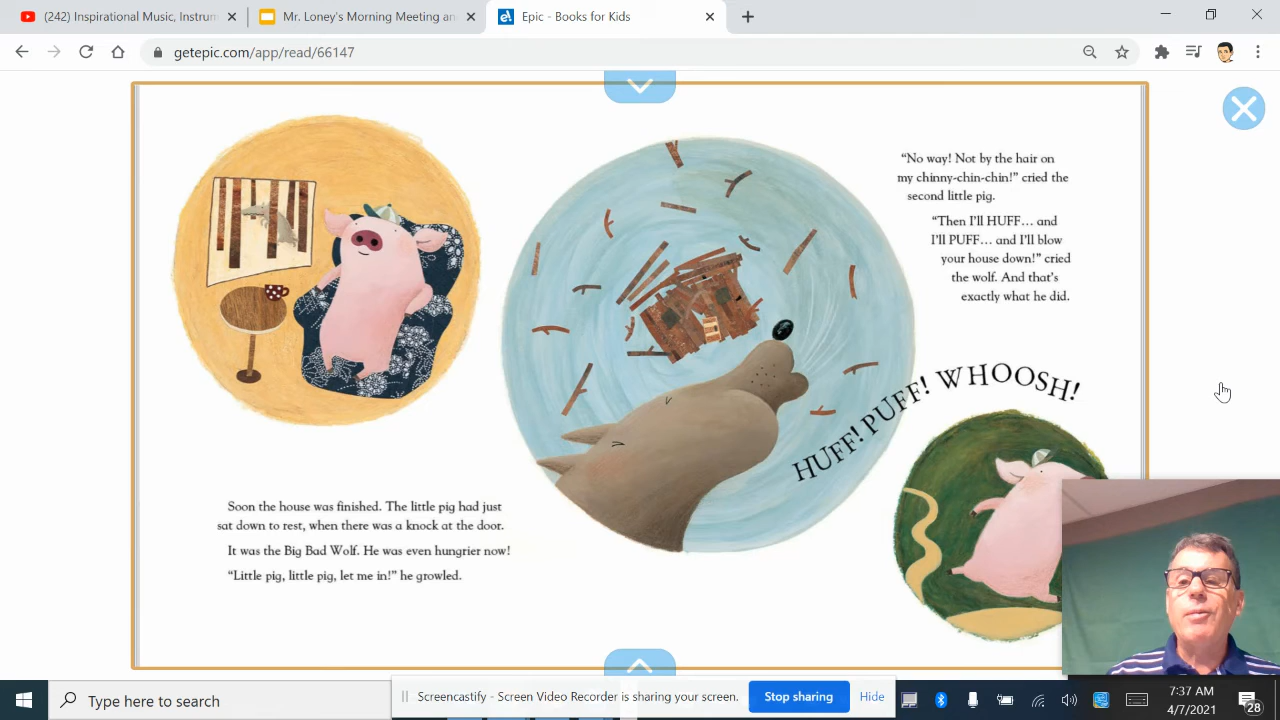 (242) Inspirational Music, Instrum
Mr. Loney's Morning Meeting an
Epic - Books for Kids
getepic.com/app/read/66147
Soon the house was finished. The little pig had just
sat down to rest, when there was a knock at the door.
It was the Big Bad Wolf. He was even hungrier now!
“Little pig, little pig, let me in!” he growled.
“No way! Not by the hair on
my chinny-chin-chin!” cried the
second little pig.
“Then I’ll HUFF… and
I’ll PUFF… and I’ll blow
your house down!” cried
the wolf. And that’s
exactly what he did.
HUFF! PUFF! WHOOSH!
Screencastify - Screen Video Recorder is sharing your screen.
Stop sharing
Hide
Type here to search
7:37 AM
4/7/2021
28